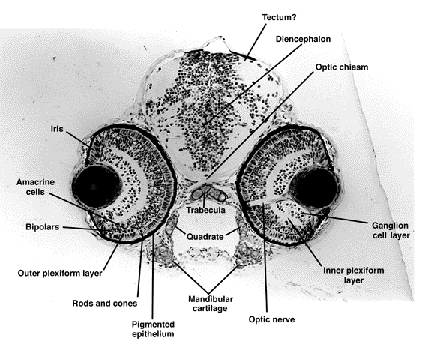 Tectum?
Diencephalon
Optic chiasm
Iris
Amacrine
cells
Bipolars
Trabecula
Quadrate
Ganglion
cell layer
Outer plexiform layer
Inner plexiform
layer
Rods and cones
Mandibular
cartilage
Pigmented
epithelium
Optic nerve